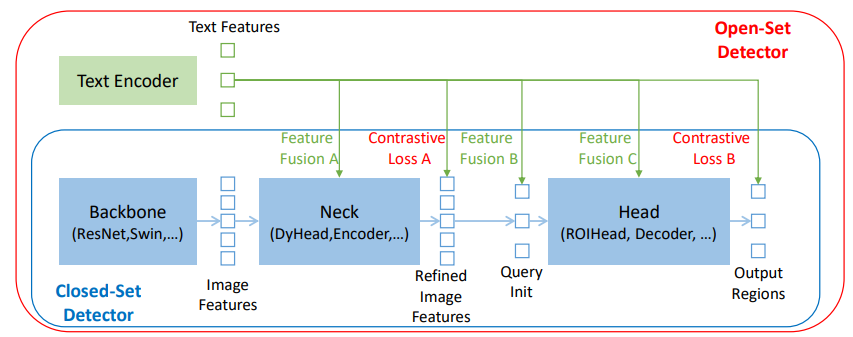 Text Features
Open-Set
Detector
Text Encoder
Feature
Fusion A
Contrastive
Loss A
Feature
Fusion B
Feature
Fusion C
Contrastive
Loss B
Backbone
(ResNet,Swin,...)
Neck
(DyHead,Encoder,...)
Head
(ROIHead, Decoder, ...)
Closed-Set
Detector
Image
Features
Refined
Image
Features
Query
Init
Output
Regions